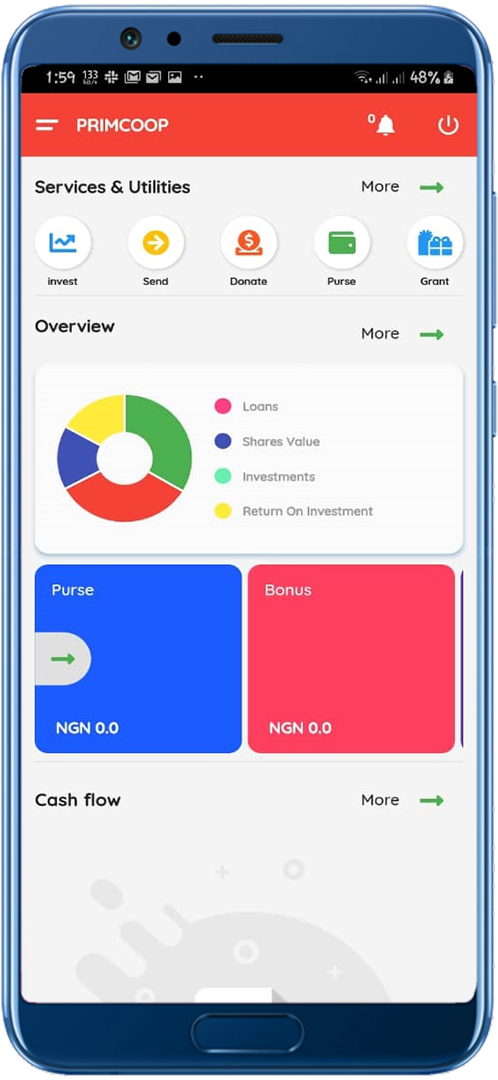 1:59 133 KB/s 48%
PRIMCOOP 0
Services & Utilities More
invest Send Donate Purse Grant
Overview More
Loans
Shares Value
Investments
Return On Investment
Purse Bonus
NGN 0.0 NGN 0.0
Cash flow More